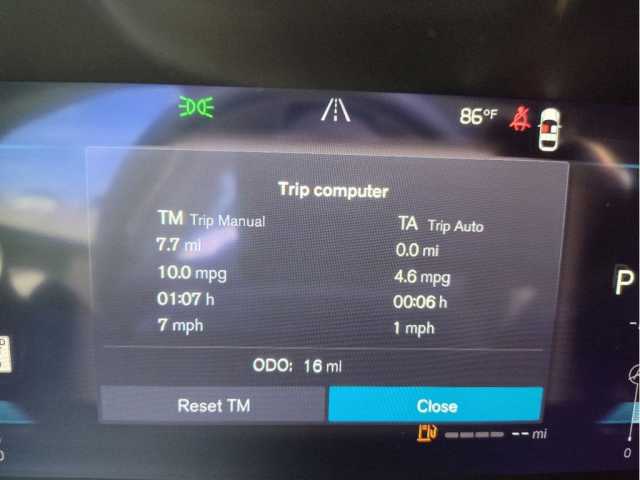 86°F
Trip computer
TM Trip Manual
7.7 mi
10.0 mpg
01:07 h
7 mph
TA Trip Auto
0.0 mi
4.6 mpg
00:06 h
1 mph
P
ODO: 16 mi
Reset TM
Close
-- mi
0